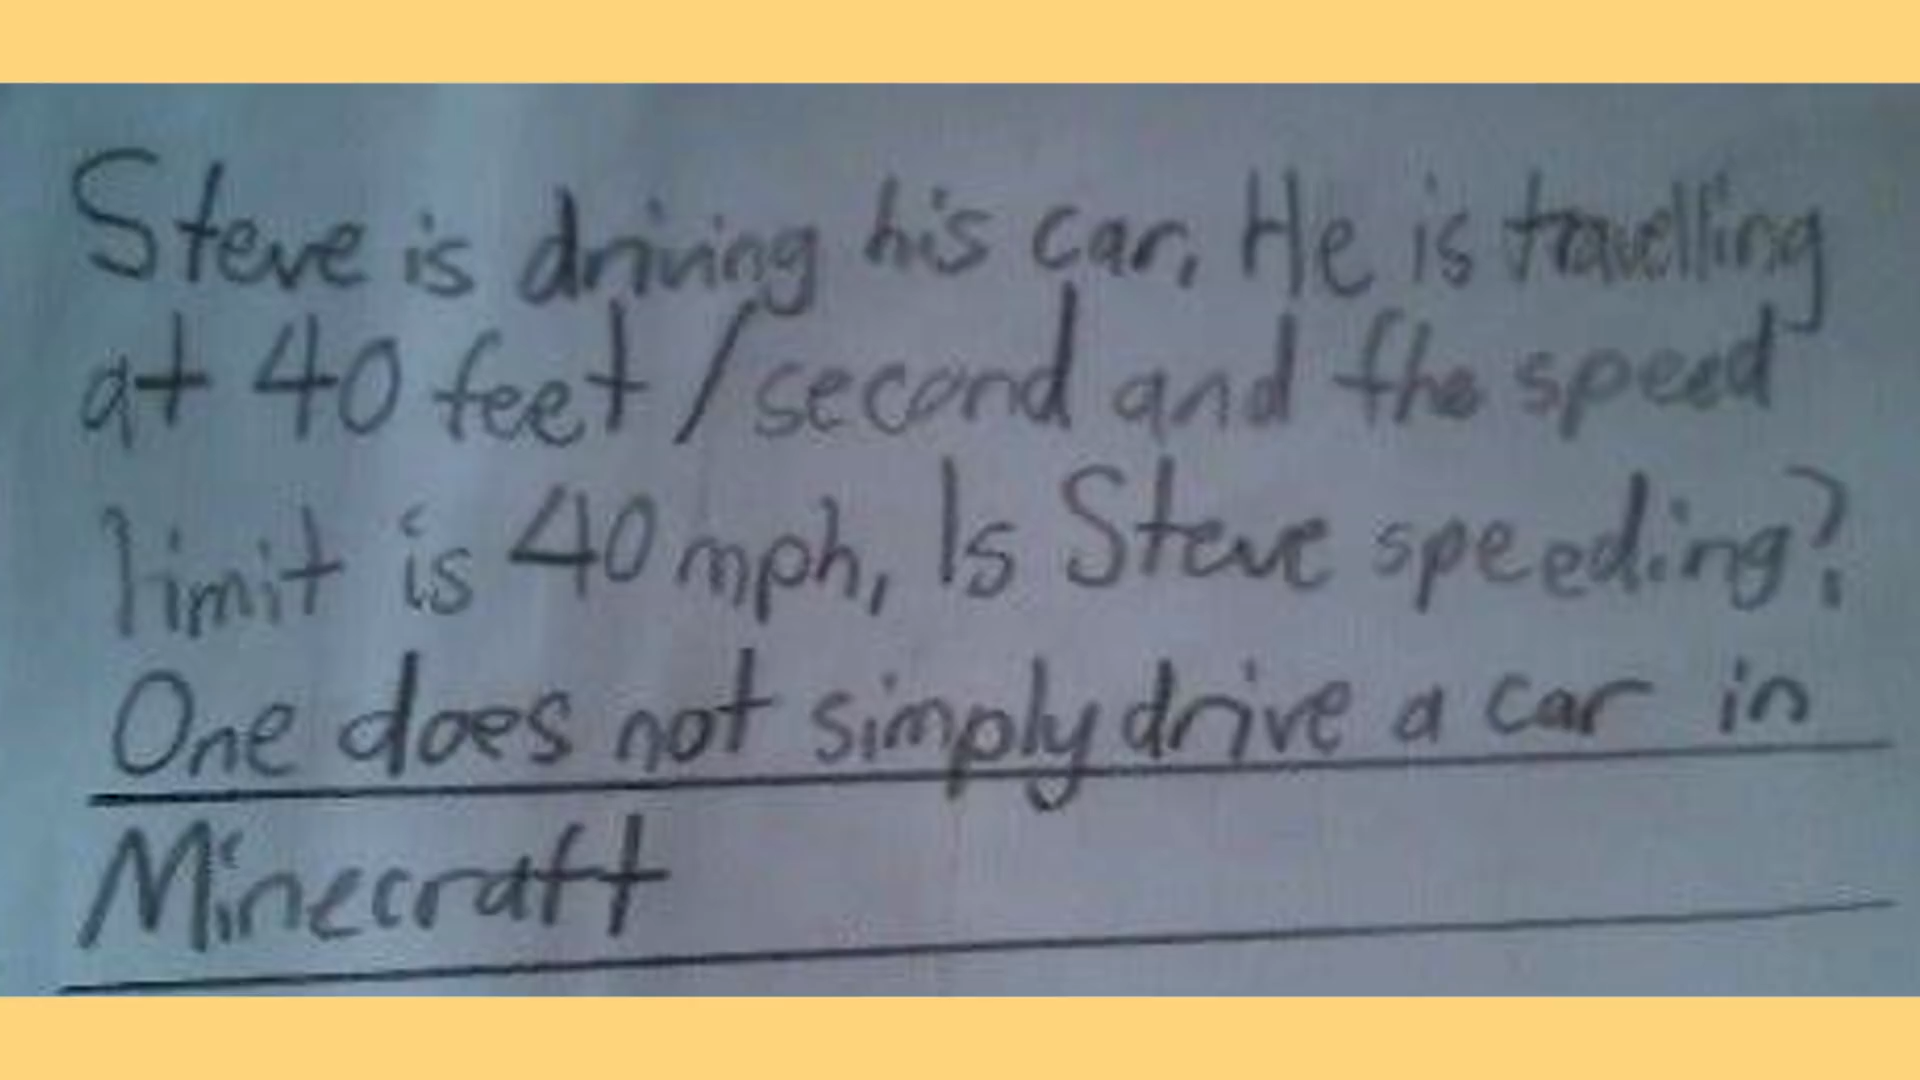 Steve is driving his car. He is travelling
at 40 feet/second and the speed
limit is 40 mph, Is Steve speeding?
One does not simply drive a car in
Minecraft